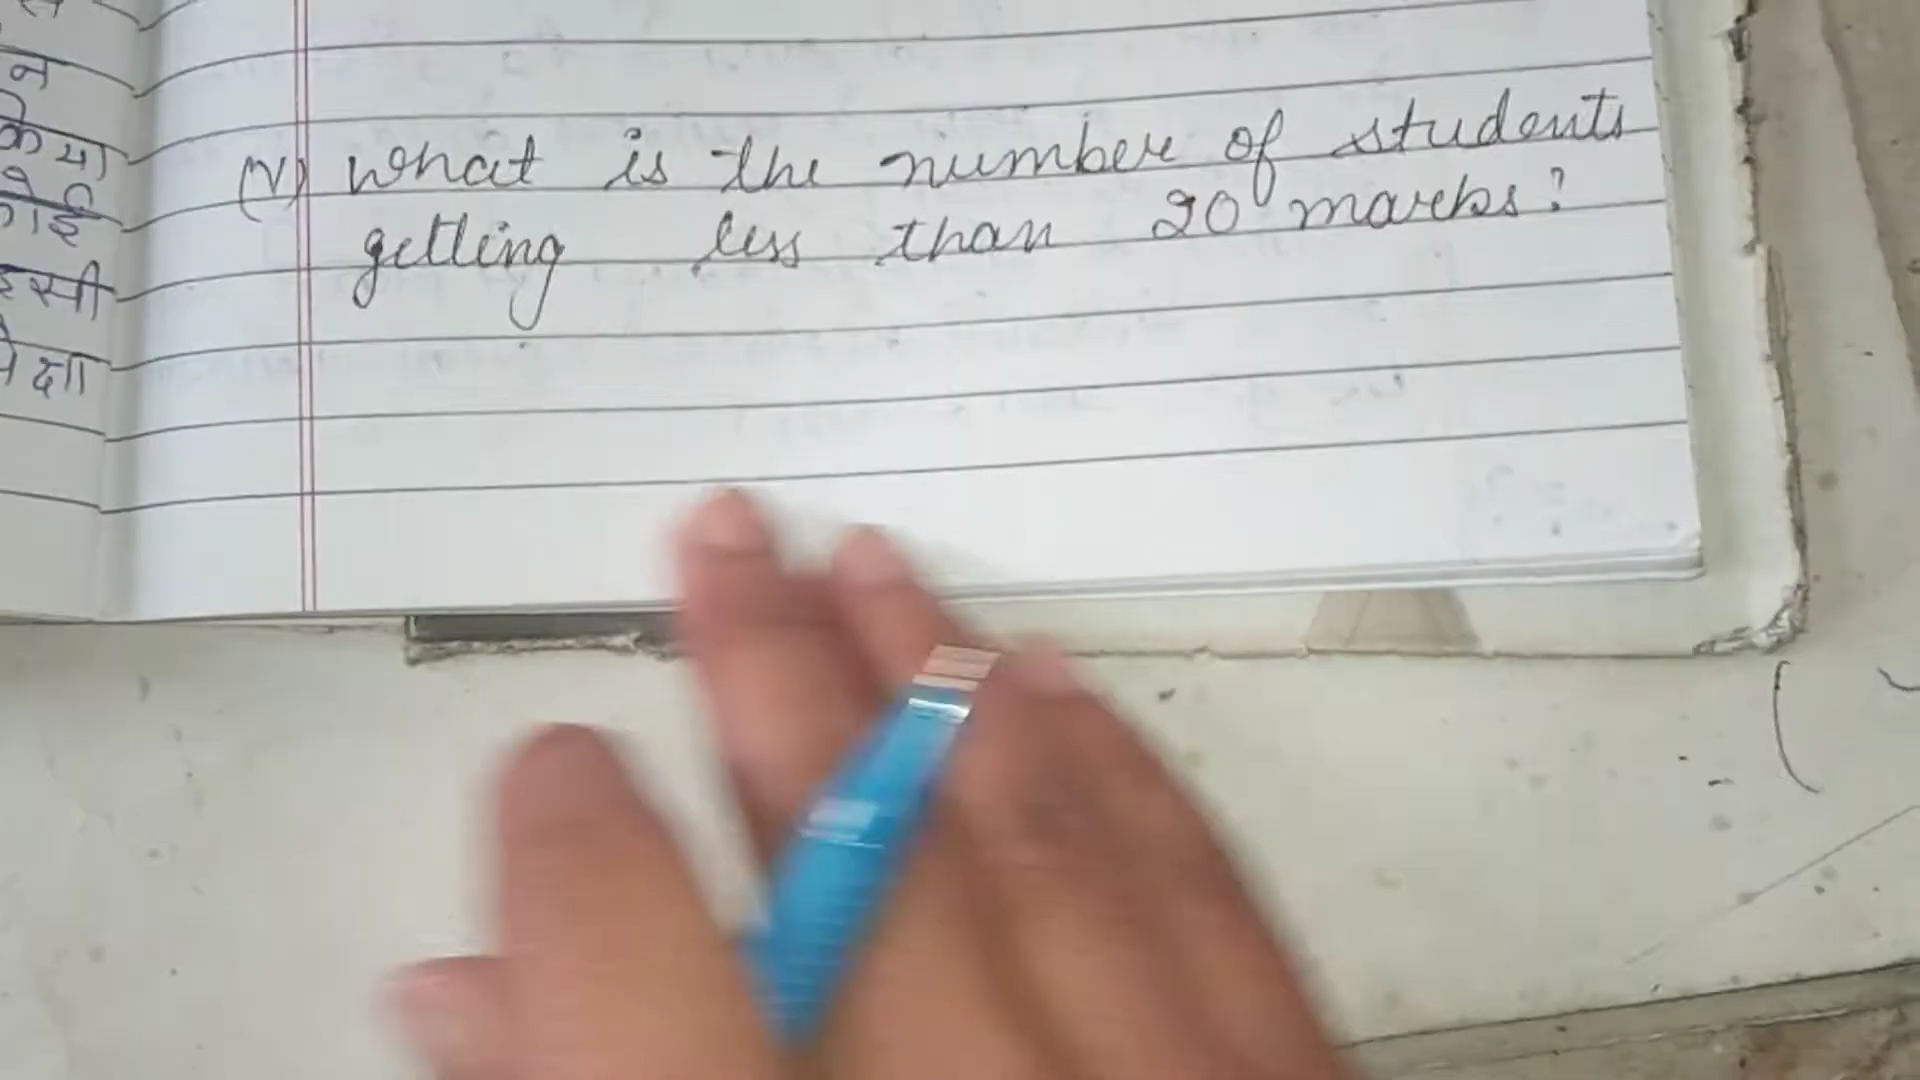 (V) What is the number of students
getting less than 20 marks?
न
सी